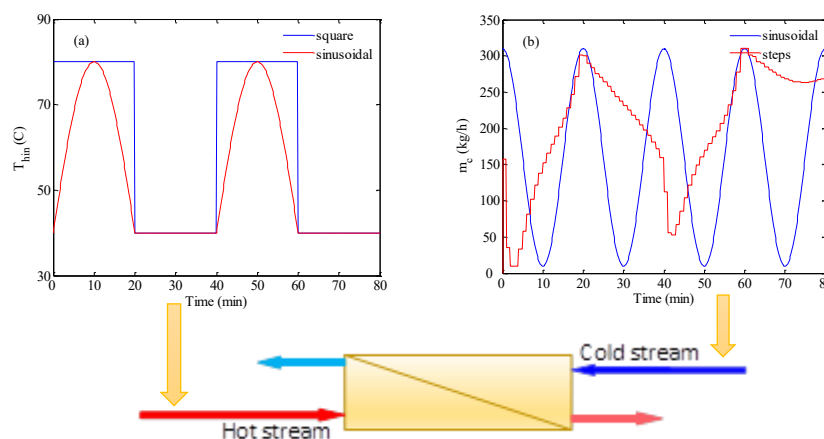 (a)
square
sinusoidal
90
70
50
30
T_hin (C)
0 10 20 30 40 50 60 70 80
Time (min)
(b)
sinusoidal
steps
350
300
250
200
150
100
50
0
m_c (kg/h)
0 10 20 30 40 50 60 70 80
Time (min)
Cold stream
Hot stream